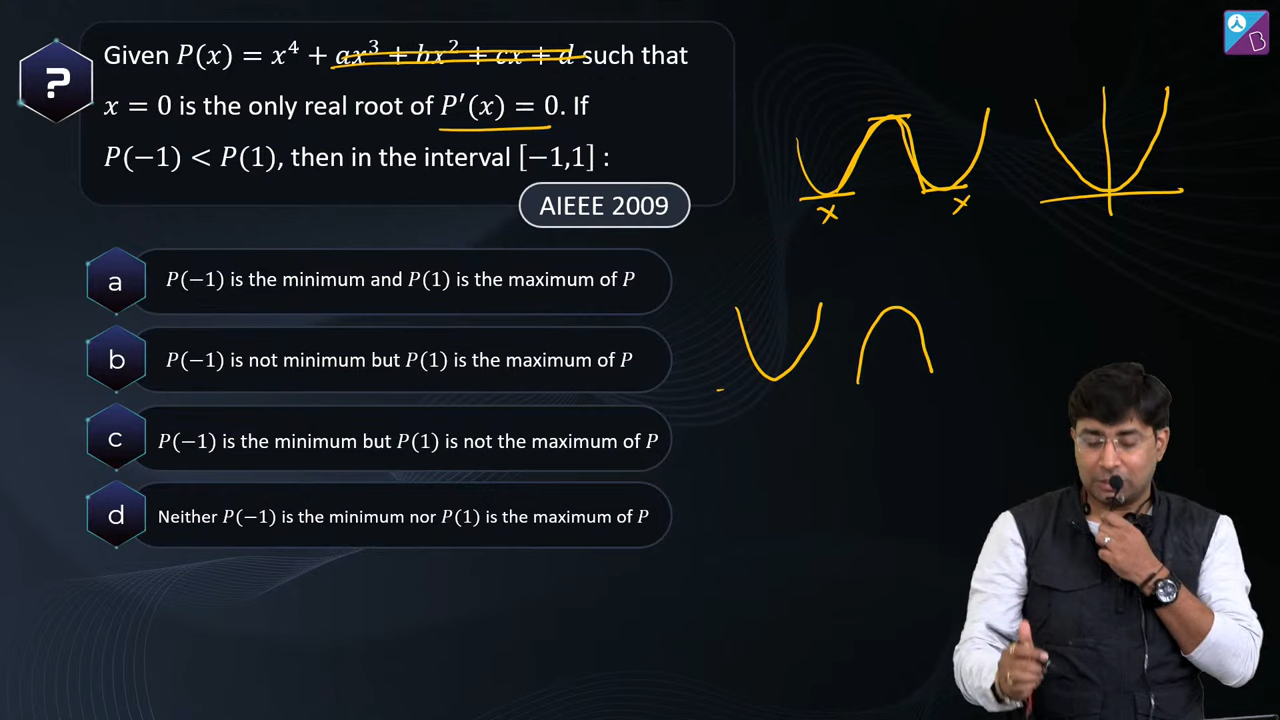 ?
Given P(x) = x⁴ + ax³ + bx² + cx + d such that
x = 0 is the only real root of P′(x) = 0. If
P(−1) < P(1), then in the interval [−1,1] :
AIEEE 2009
a P(−1) is the minimum and P(1) is the maximum of P
b P(−1) is not minimum but P(1) is the maximum of P
c P(−1) is the minimum but P(1) is not the maximum of P
d Neither P(−1) is the minimum nor P(1) is the maximum of P
x x
B